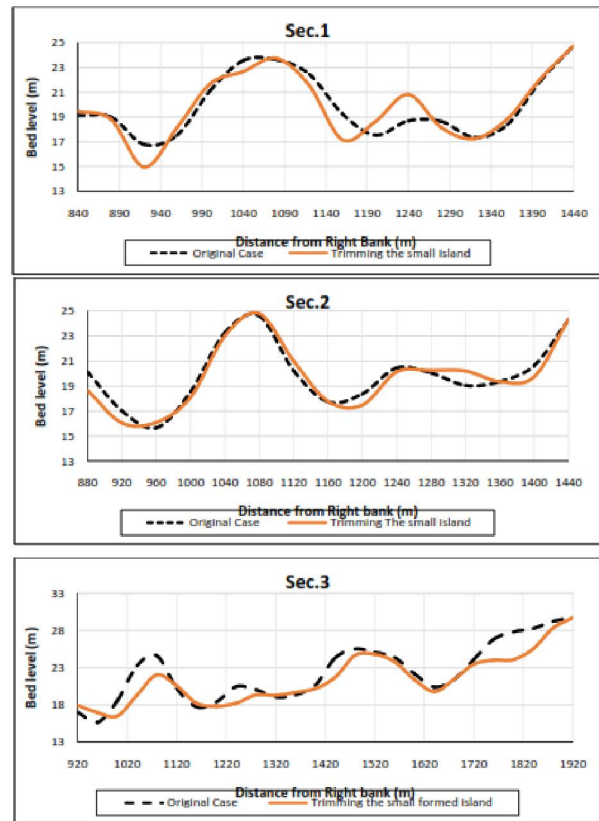 Sec.1
25
23
21
19
17
15
13
Bed level (m)
840 890 940 990 1040 1090 1140 1190 1240 1290 1340 1390 1440
Distance from Right Bank (m)
Original Case Trimming the small Island
Sec.2
25
23
21
19
17
15
13
Bed level (m)
880 920 960 1000 1040 1080 1120 1160 1200 1240 1280 1320 1360 1400 1440
Distance from Right bank (m)
Original Case Trimming The small Island
Sec.3
33
28
23
18
13
Bed level (m)
920 1020 1120 1220 1320 1420 1520 1620 1720 1820 1920
Distance from Right bank (m)
Original Case Trimming the small formed island